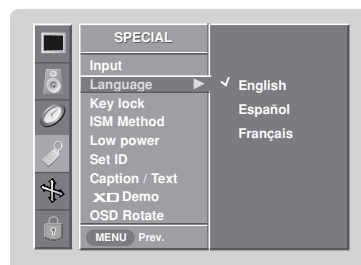 SPECIAL
Input
Language ▶ ✓ English
Key lock
Español
ISM Method
Français
Low power
Set ID
Caption / Text
XD Demo
OSD Rotate
MENU Prev.